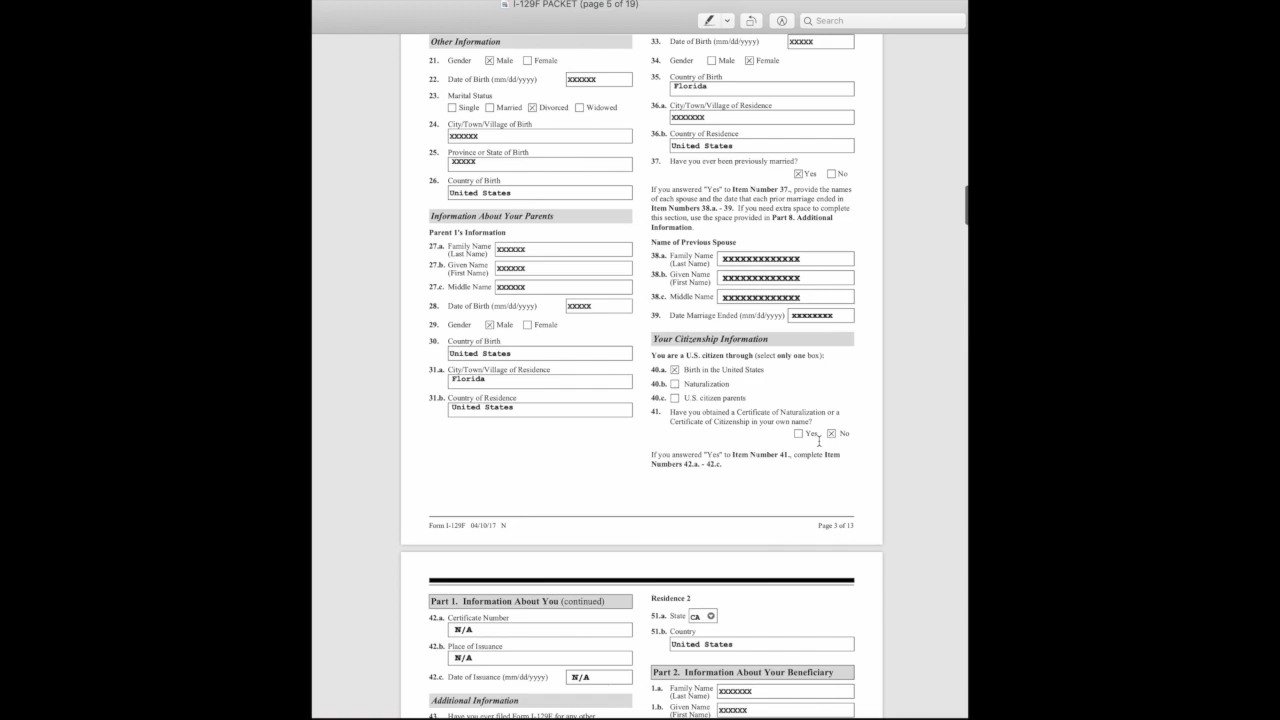 I-129F PACKET (page 5 of 19)
Search
Other Information
21. Gender Male Female
22. Date of Birth (mm/dd/yyyy) XXXXXX
23. Marital Status
Single Married Divorced Widowed
24. City/Town/Village of Birth
XXXXXX
25. Province or State of Birth
XXXXX
26. Country of Birth
United States
Information About Your Parents
Parent 1's Information
27.a. Family Name (Last Name) XXXXXX
27.b. Given Name (First Name) XXXXXX
27.c. Middle Name XXXXXX
28. Date of Birth (mm/dd/yyyy) XXXXX
29. Gender Male Female
30. Country of Birth
United States
31.a. City/Town/Village of Residence
Florida
31.b. Country of Residence
United States
33. Date of Birth (mm/dd/yyyy) XXXXX
34. Gender Male Female
35. Country of Birth
Florida
36.a. City/Town/Village of Residence
XXXXXXX
36.b. Country of Residence
United States
37. Have you ever been previously married?
Yes No
If you answered "Yes" to Item Number 37., provide the names
of each spouse and the date that each prior marriage ended in
Item Numbers 38.a. - 39. If you need extra space to complete
this section, use the space provided in Part 8. Additional
Information.
Name of Previous Spouse
38.a. Family Name (Last Name) XXXXXXXXXXXXX
38.b. Given Name (First Name) XXXXXXXXXXXXX
38.c. Middle Name XXXXXXXXXXXXX
39. Date Marriage Ended (mm/dd/yyyy) XXXXXXXX
Your Citizenship Information
You are a U.S. citizen through (select only one box):
40.a. Birth in the United States
40.b. Naturalization
40.c. U.S. citizen parents
41. Have you obtained a Certificate of Naturalization or a
Certificate of Citizenship in your own name?
Yes No
If you answered "Yes" to Item Number 41., complete Item
Numbers 42.a. - 42.c.
Form I-129F 04/10/17 N
Page 3 of 13
Part 1. Information About You (continued)
42.a. Certificate Number
N/A
42.b. Place of Issuance
N/A
42.c. Date of Issuance (mm/dd/yyyy) N/A
Additional Information
43. Have you ever filed Form I-129F for any other
Residence 2
51.a. State CA
51.b. Country
United States
Part 2. Information About Your Beneficiary
1.a. Family Name (Last Name) XXXXXXX
1.b. Given Name (First Name) XXXXXX